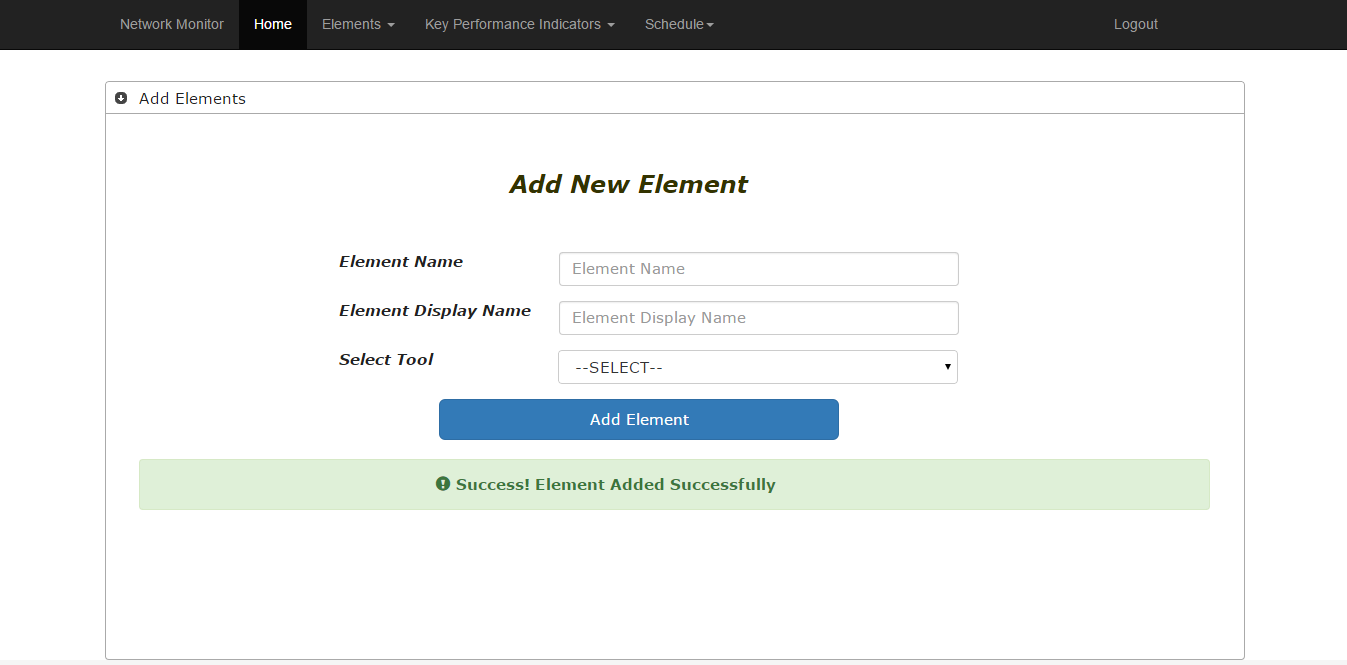 Network Monitor Home Elements Key Performance Indicators Schedule Logout
Add Elements
Add New Element
Element Name Element Name
Element Display Name Element Display Name
Select Tool --SELECT--
Add Element
Success! Element Added Successfully